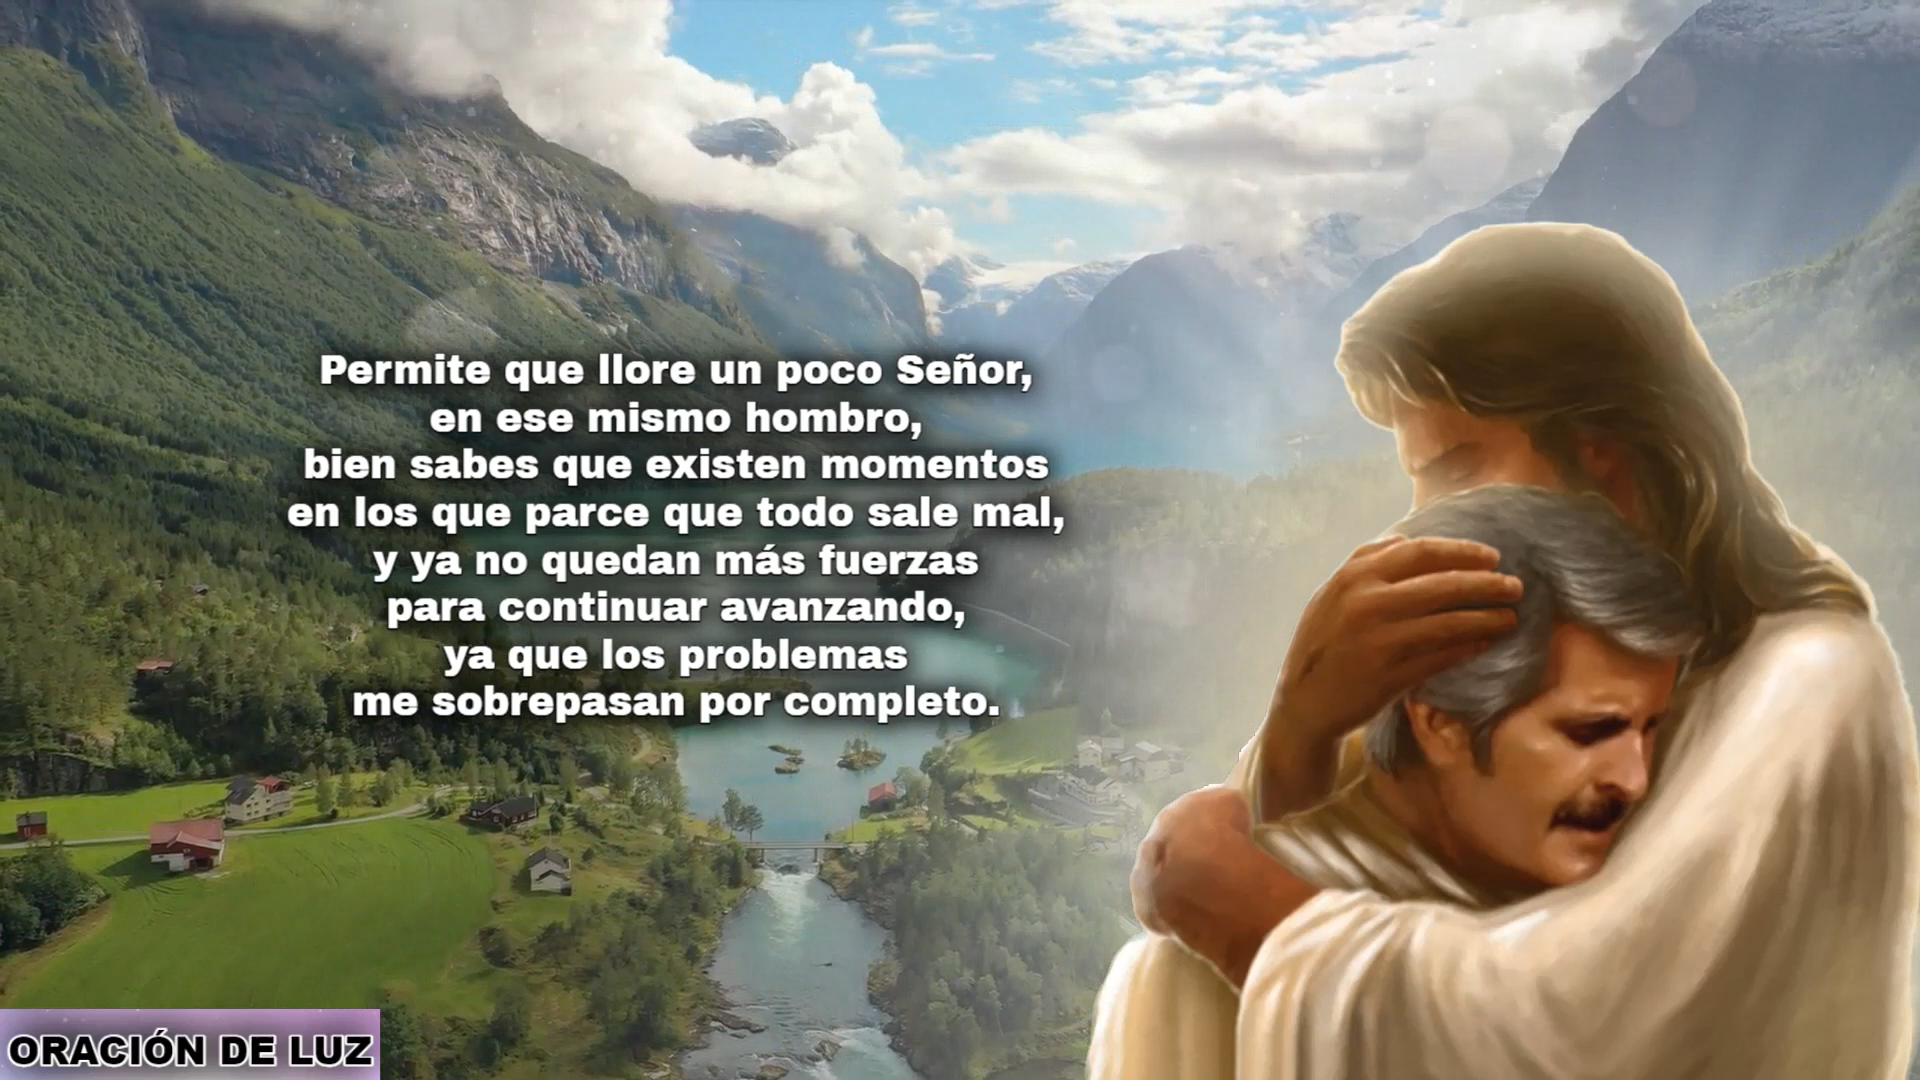 Permite que llore un poco Señor,
en ese mismo hombro,
bien sabes que existen momentos
en los que parce que todo sale mal,
y ya no quedan más fuerzas
para continuar avanzando,
ya que los problemas
me sobrepasan por completo.
ORACIÓN DE LUZ